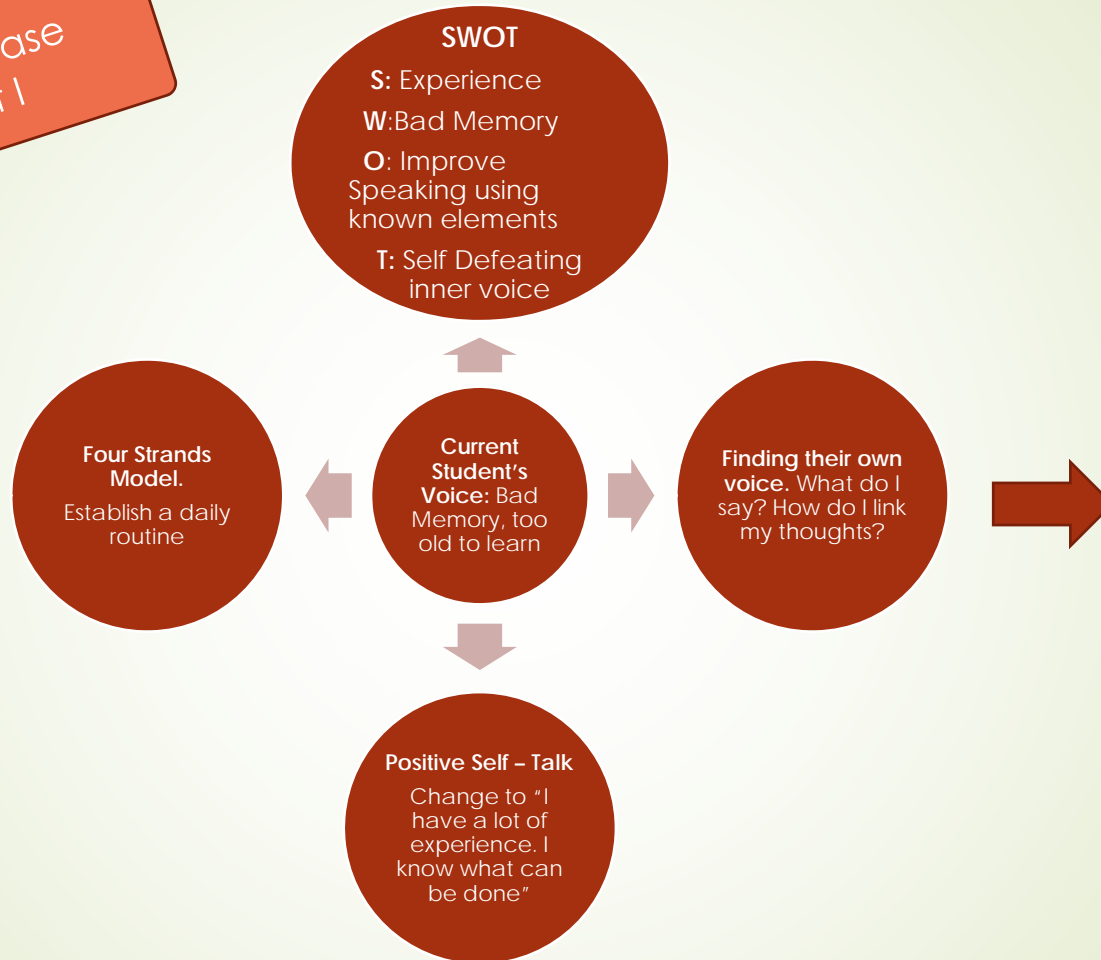 SWOT
S: Experience
W:Bad Memory
O: Improve
Speaking using
known elements
T: Self Defeating
inner voice
Four Strands
Model.
Establish a daily
routine
Current
Student's
Voice: Bad
Memory, too
old to learn
Finding their own
voice. What do I
say? How do I link
my thoughts?
Positive Self – Talk
Change to "I
have a lot of
experience. I
know what can
be done"